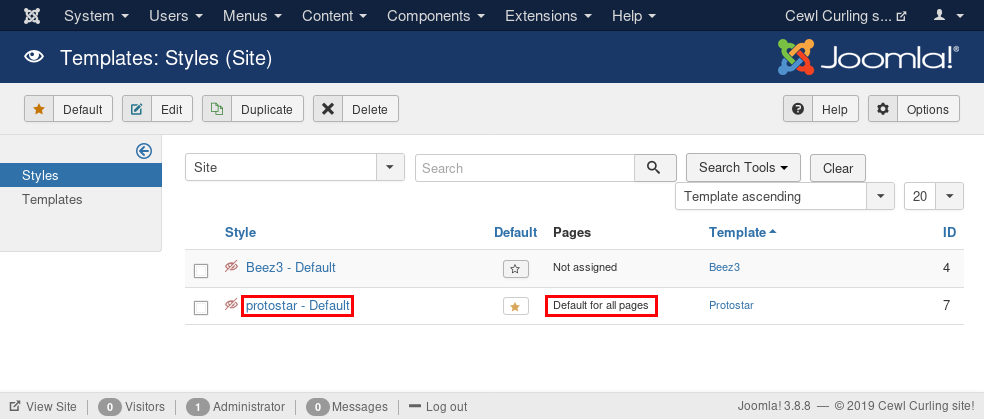 System Users Menus Content Components Extensions Help Cewl Curling s...
Templates: Styles (Site) Joomla!®
Default Edit Duplicate Delete Help Options
Styles
Templates
Site Search Search Tools Clear
Template ascending 20
Style Default Pages Template ID
Beez3 - Default Not assigned Beez3 4
protostar - Default Default for all pages Protostar 7
View Site 0 Visitors 1 Administrator 0 Messages Log out Joomla! 3.8.8 — © 2019 Cewl Curling site!